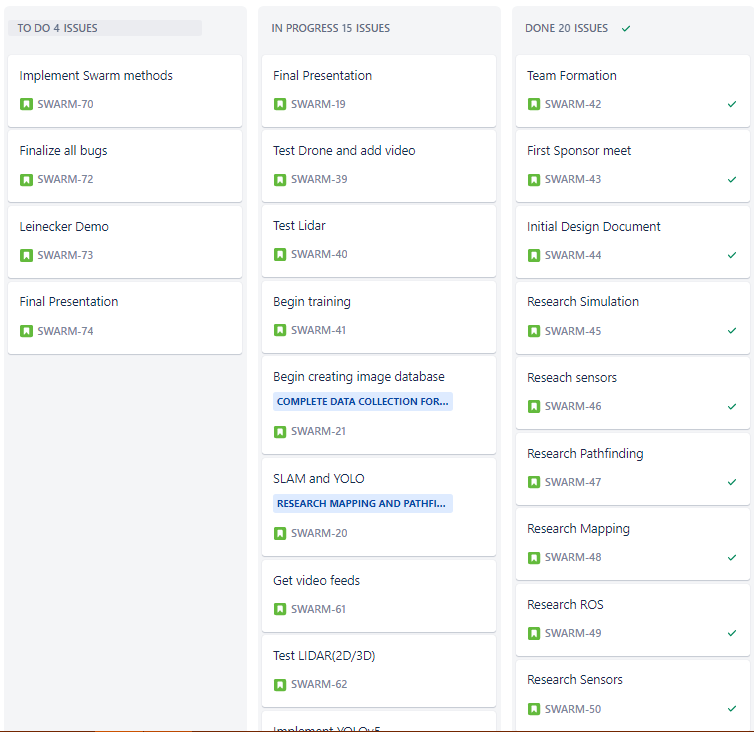 TO DO 4 ISSUES
Implement Swarm methods
SWARM-70
Finalize all bugs
SWARM-72
Leinecker Demo
SWARM-73
Final Presentation
SWARM-74
IN PROGRESS 15 ISSUES
Final Presentation
SWARM-19
Test Drone and add video
SWARM-39
Test Lidar
SWARM-40
Begin training
SWARM-41
Begin creating image database
COMPLETE DATA COLLECTION FOR...
SWARM-21
SLAM and YOLO
RESEARCH MAPPING AND PATHFI...
SWARM-20
Get video feeds
SWARM-61
Test LIDAR(2D/3D)
SWARM-62
Implement YOLOv5
DONE 20 ISSUES
Team Formation
SWARM-42
First Sponsor meet
SWARM-43
Initial Design Document
SWARM-44
Research Simulation
SWARM-45
Reseach sensors
SWARM-46
Research Pathfinding
SWARM-47
Research Mapping
SWARM-48
Research ROS
SWARM-49
Research Sensors
SWARM-50